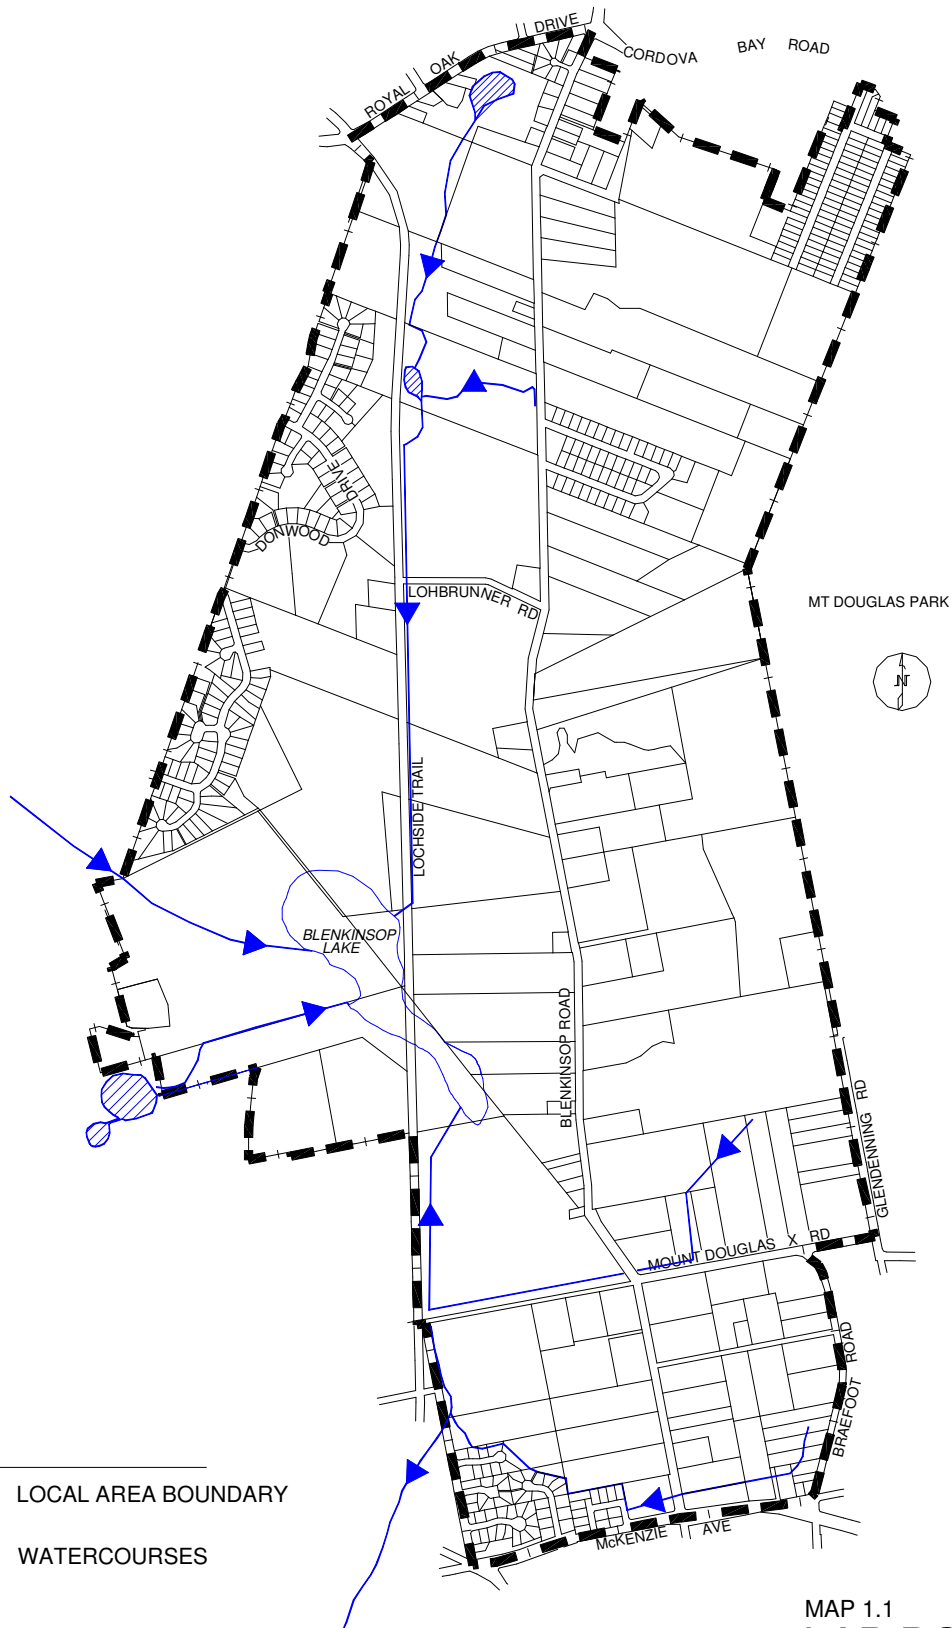 DRIVE
ROYAL OAK
CORDOVA BAY ROAD
DONWOOD DRIVE
LOHBRUNNER RD
MT DOUGLAS PARK
N
LOCHSIDE TRAIL
BLENKINSOP
LAKE
BLENKINSOP ROAD
GLENDENNING RD
MOUNT DOUGLAS X RD
BRAEFOOT ROAD
McKENZIE AVE
LOCAL AREA BOUNDARY
WATERCOURSES
MAP 1.1